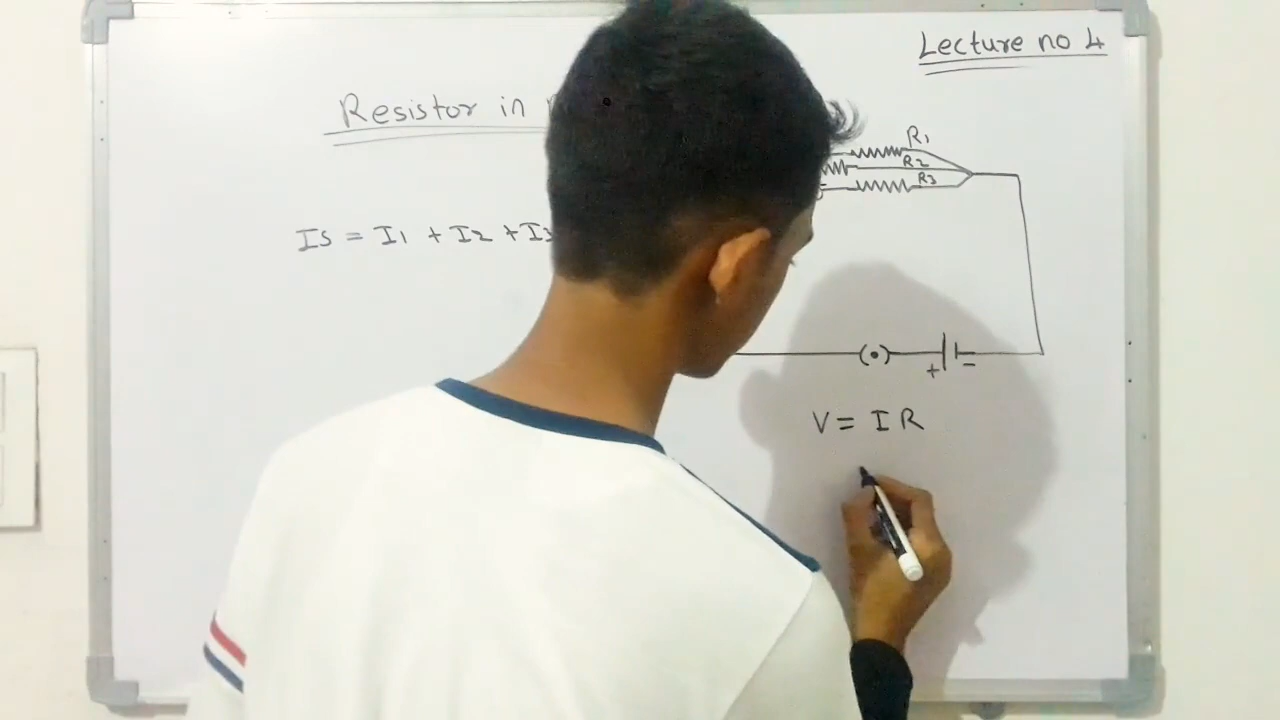 Lecture no 4
Resistor in
R1
R2
R3
IS = I1 + I2 + I3
+ -
V = I R